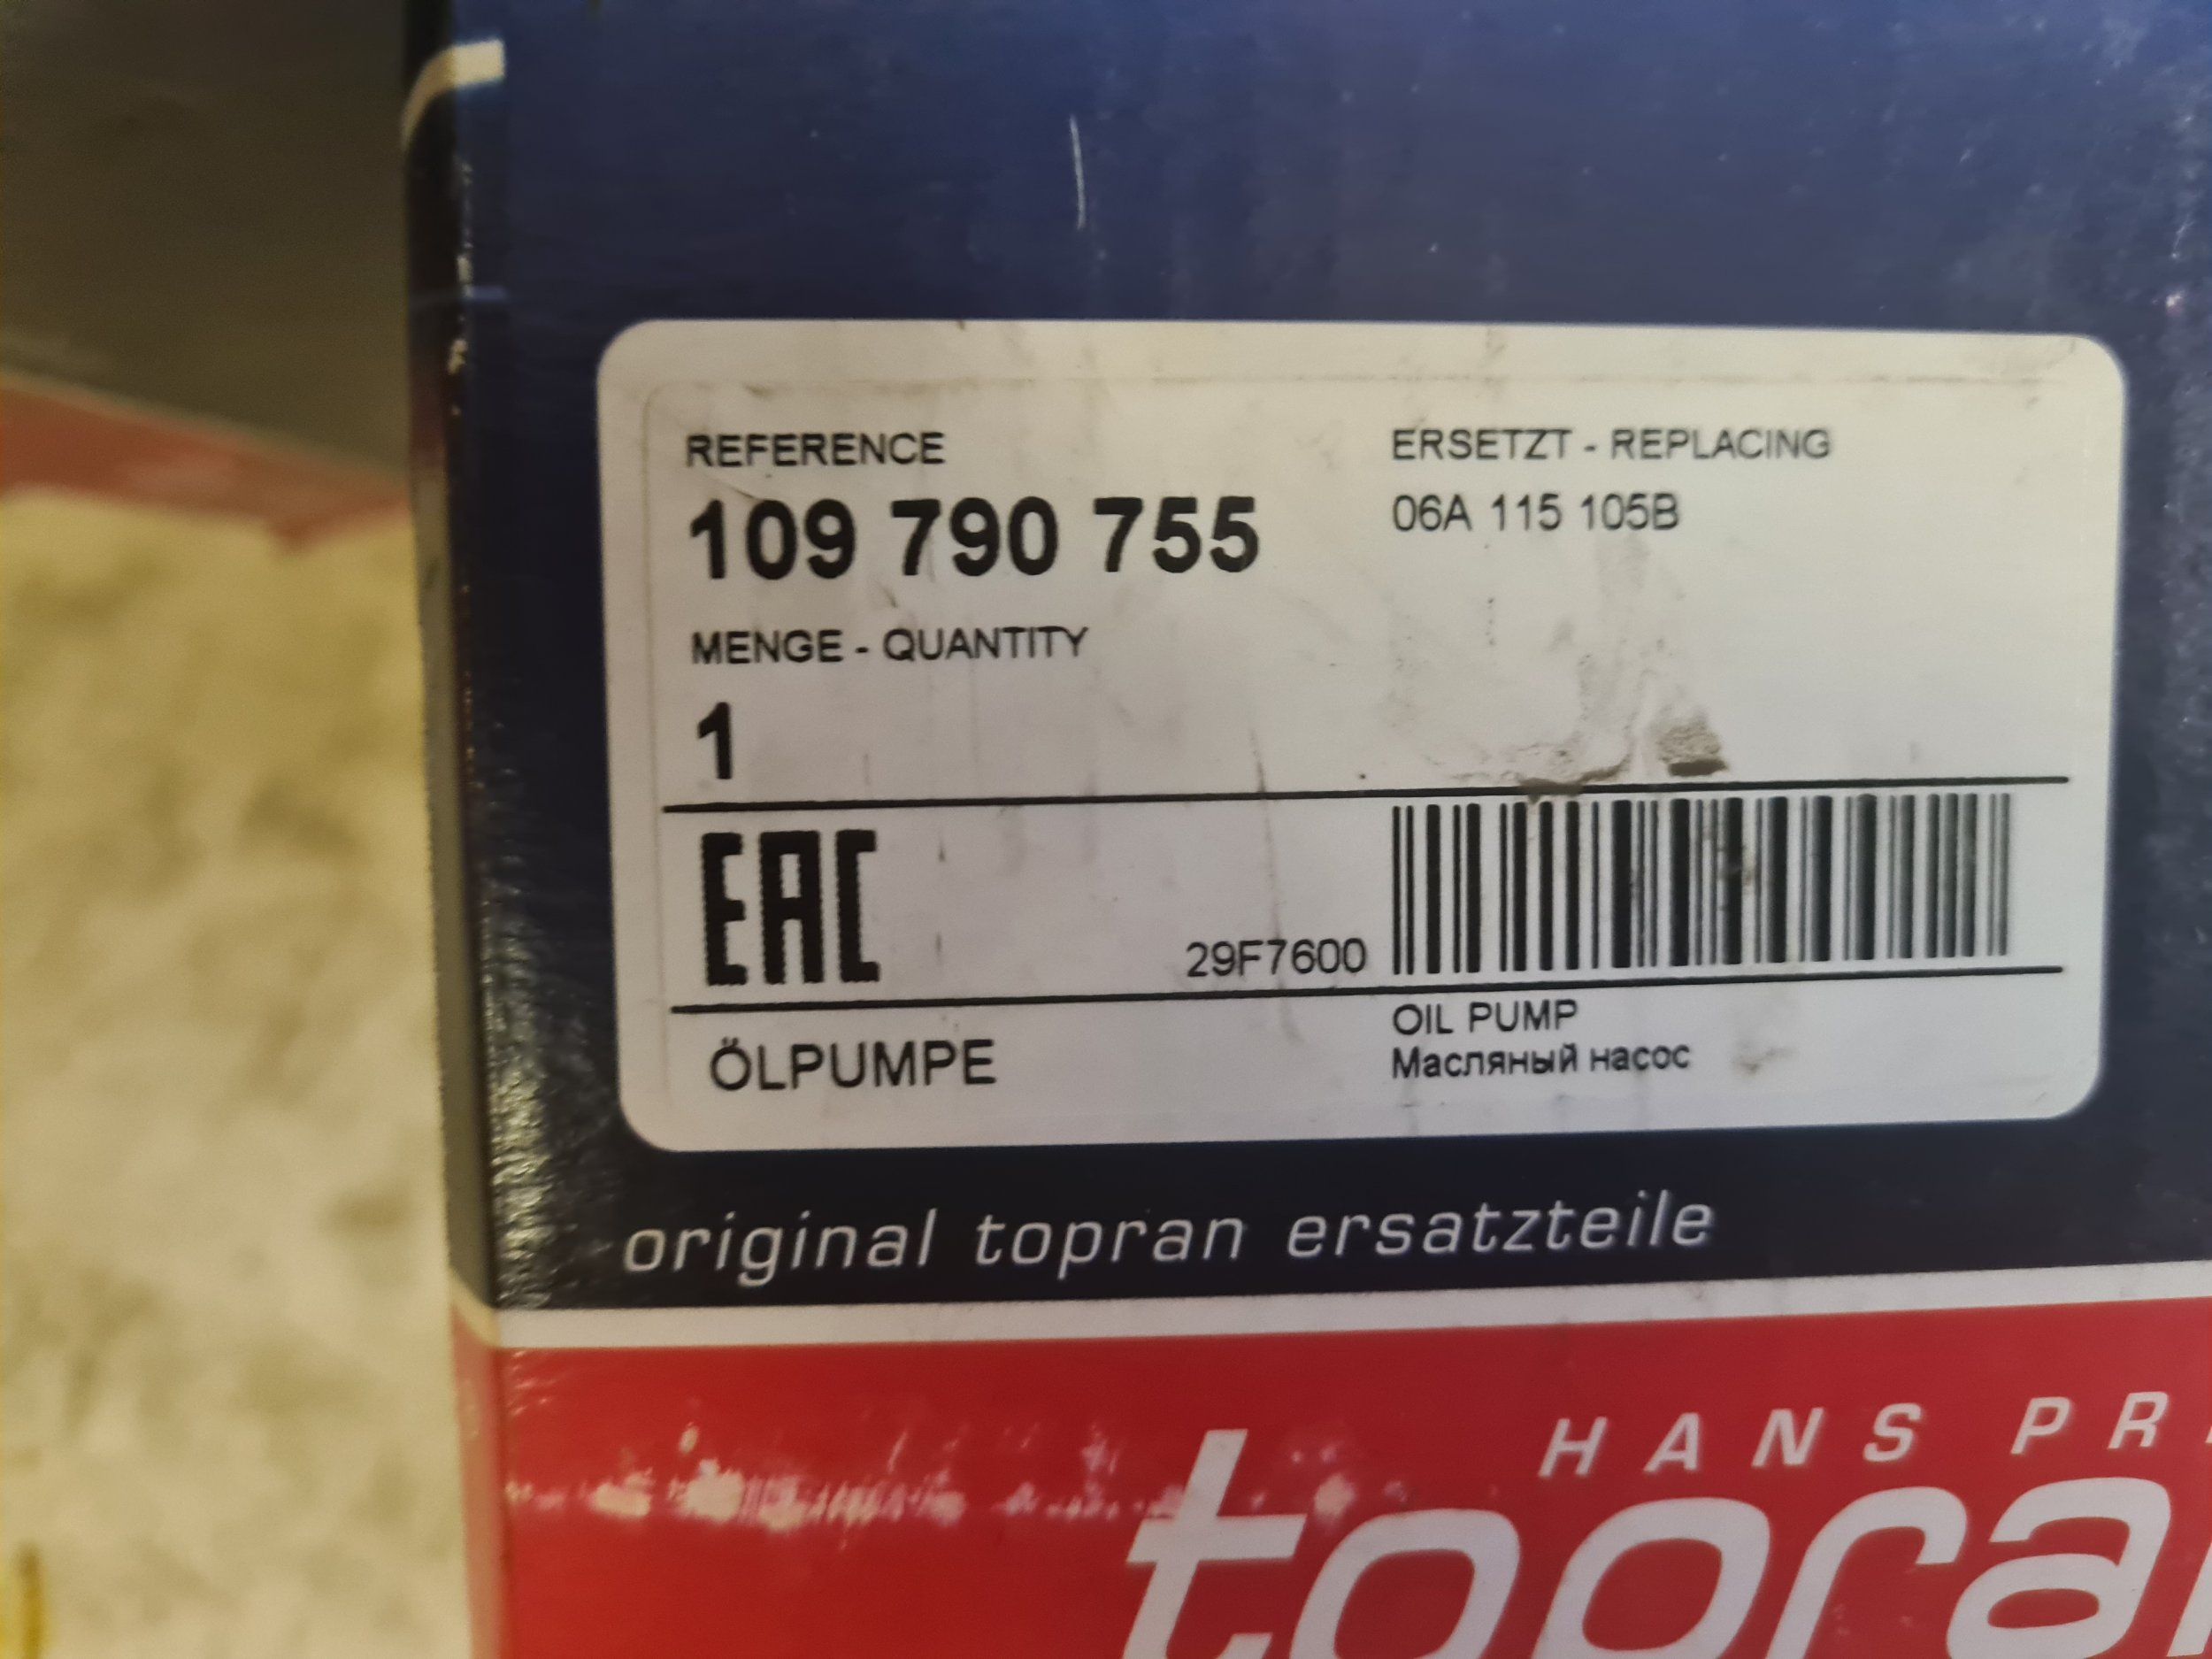 REFERENCE
109 790 755
ERSETZT - REPLACING
06A 115 105B
MENGE - QUANTITY
1
EAC
29F7600
ÖLPUMPE
OIL PUMP
Масляный насос
original topran ersatzteile
HANS PR
topra